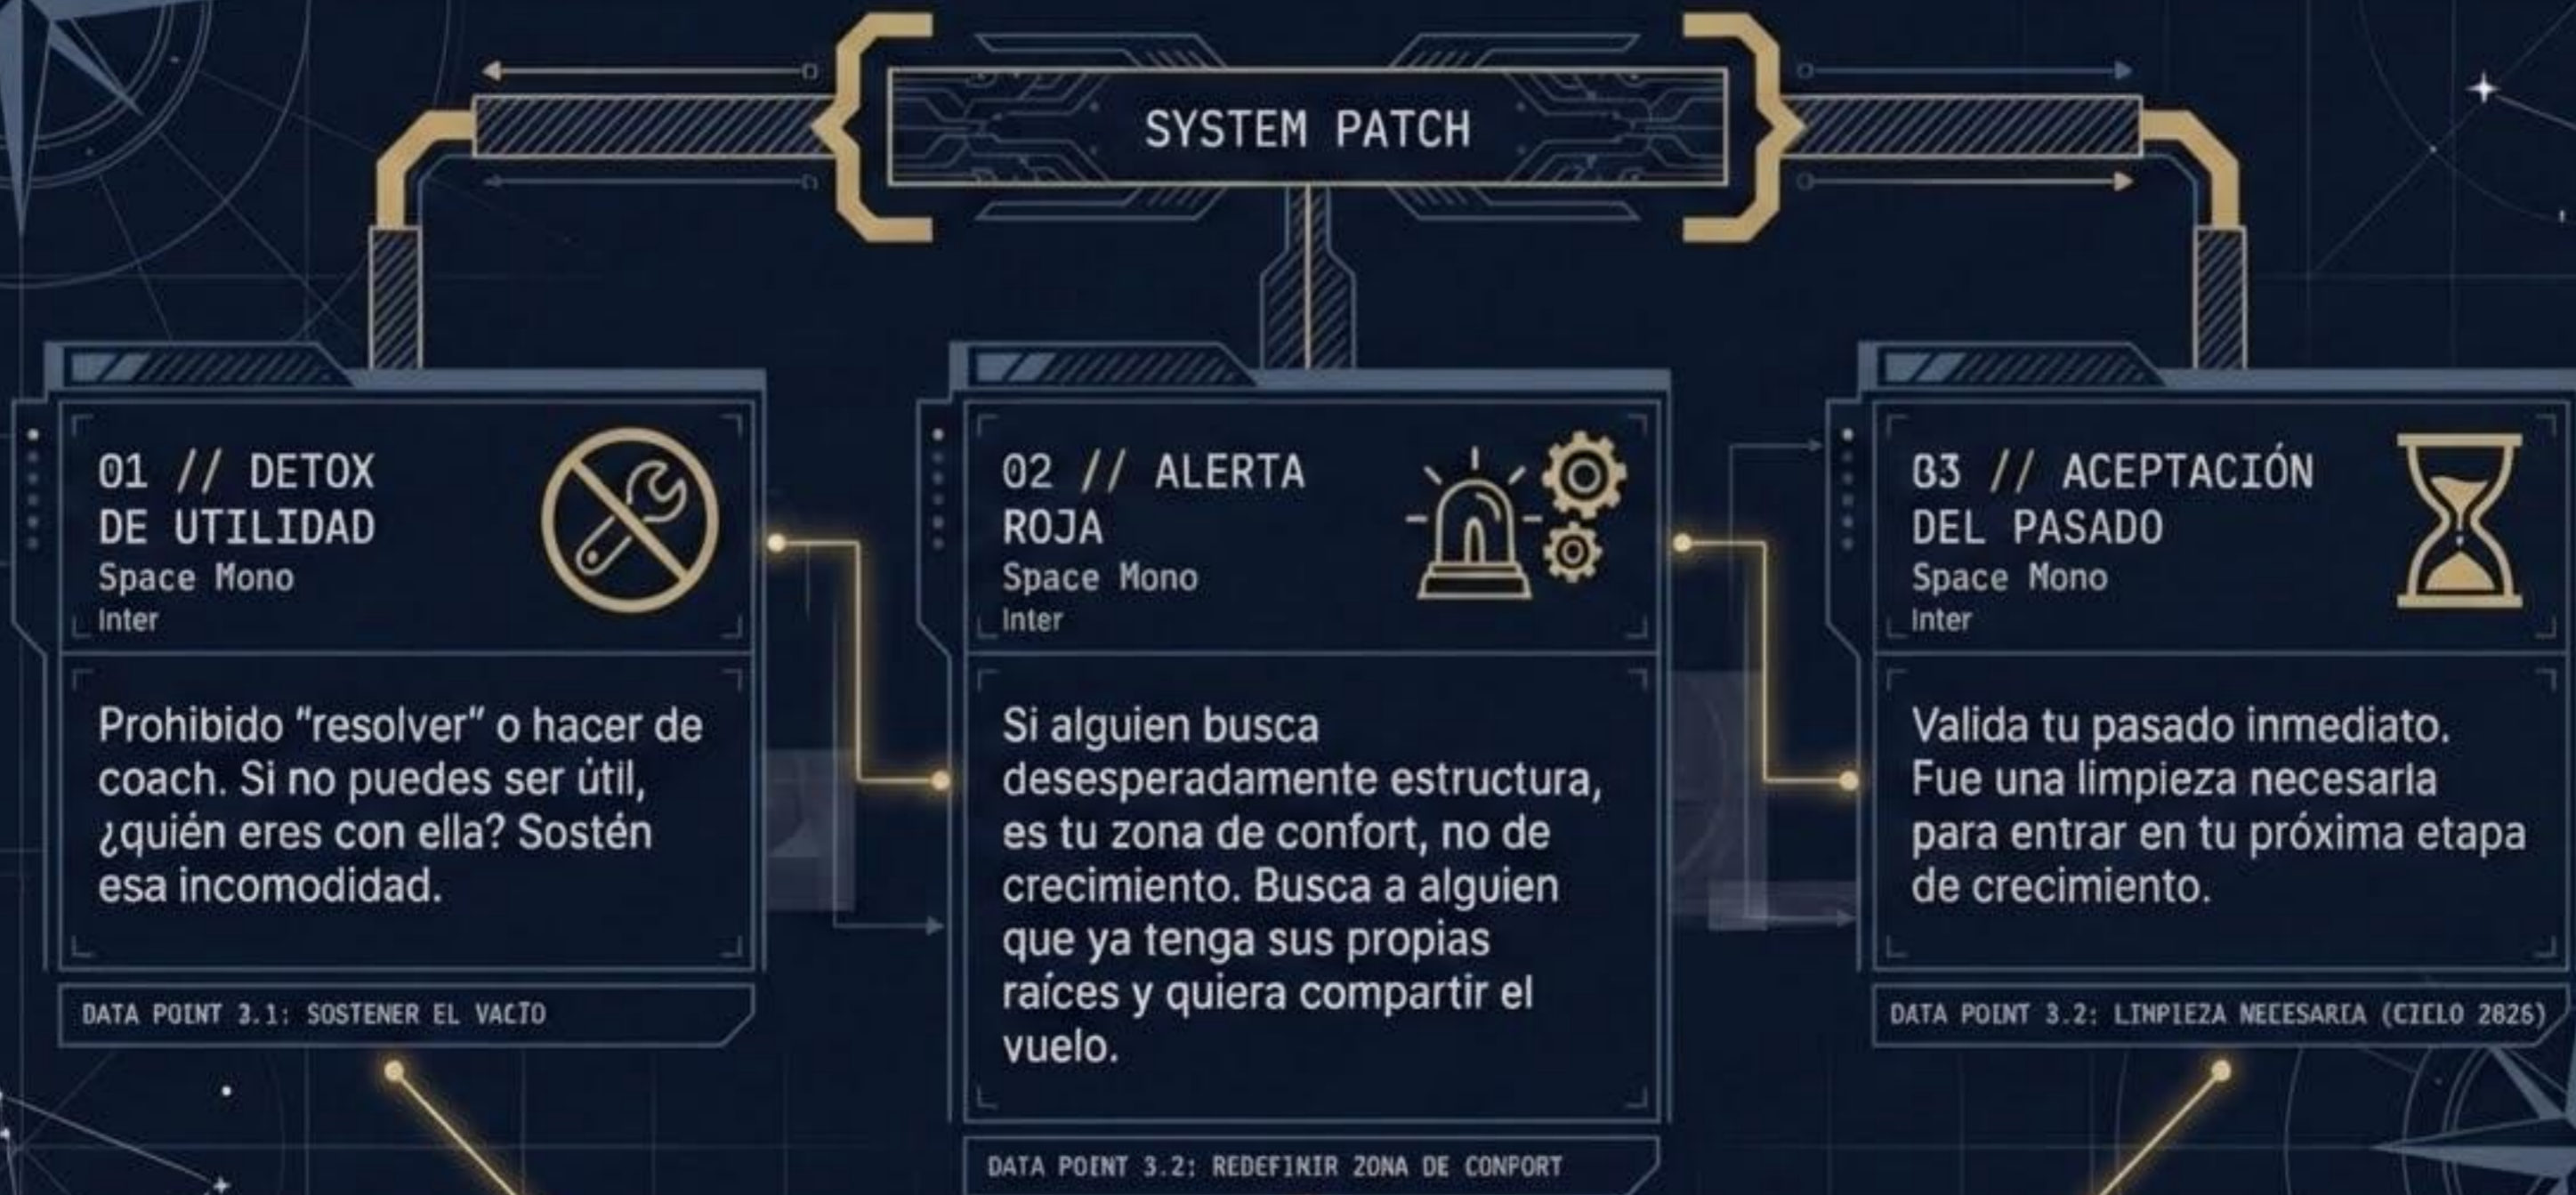 SYSTEM PATCH
01 // DETOX
DE UTILIDAD
Space Mono
Inter
Prohibido "resolver" o hacer de
coach. Si no puedes ser útil,
¿quién eres con ella? Sostén
esa incomodidad.
DATA POINT 3.1: SOSTENER EL VACÍO
02 // ALERTA
ROJA
Space Mono
Inter
Si alguien busca
desesperadamente estructura,
es tu zona de confort, no de
crecimiento. Busca a alguien
que ya tenga sus propias
raíces y quiera compartir el
vuelo.
DATA POINT 3.2: REDEFINIR ZONA DE CONPORT
03 // ACEPTACIÓN
DEL PASADO
Space Mono
Inter
Valida tu pasado inmediato.
Fue una limpieza necesarla
para entrar en tu próxima etapa
de crecimiento.
DATA POINT 3.2: LINPIEZA NECESARIA (CICLO 2026)